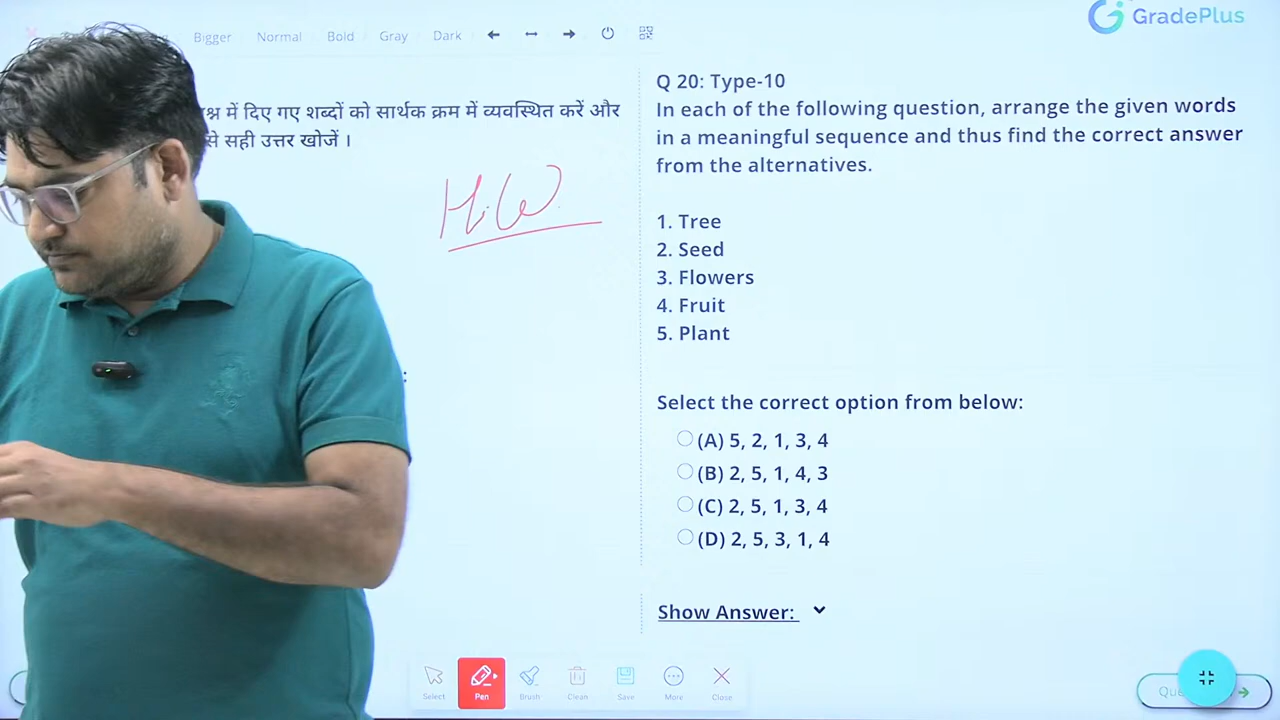 GradePlus
Bigger Normal Bold Gray Dark
में दिए गए शब्दों को सार्थक क्रम में व्यवस्थित करें और
से सही उत्तर खोजें ।
H.W.
:
Q 20: Type-10
In each of the following question, arrange the given words
in a meaningful sequence and thus find the correct answer
from the alternatives.
1. Tree
2. Seed
3. Flowers
4. Fruit
5. Plant
Select the correct option from below:
(A) 5, 2, 1, 3, 4
(B) 2, 5, 1, 4, 3
(C) 2, 5, 1, 3, 4
(D) 2, 5, 3, 1, 4
Show Answer:
Select Pen Brush Clean Save More Close